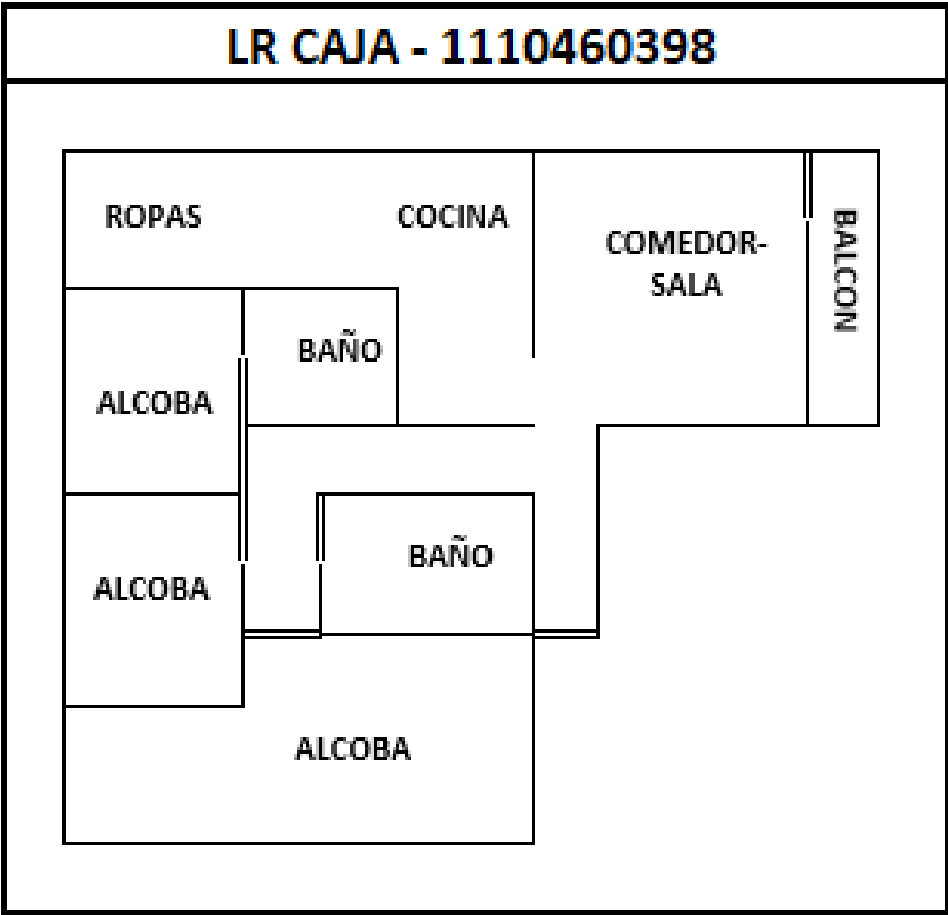 LR CAJA - 1110460398
ROPAS
COCINA
COMEDOR-
SALA
BALCON
BAÑO
ALCOBA
BAÑO
ALCOBA
ALCOBA